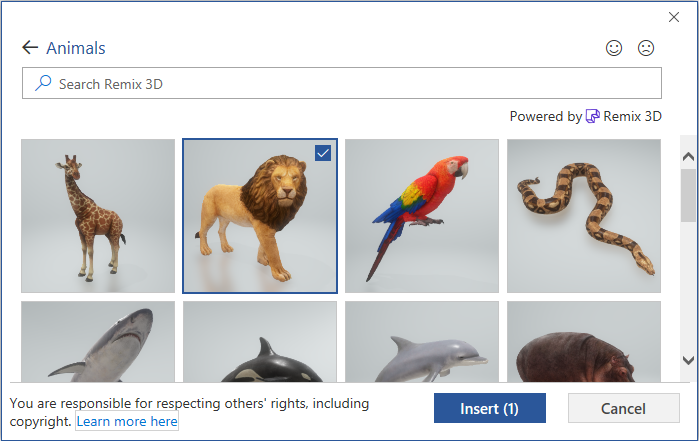 Animals
Search Remix 3D
Powered by Remix 3D
You are responsible for respecting others' rights, including
copyright. Learn more here
Insert (1)
Cancel